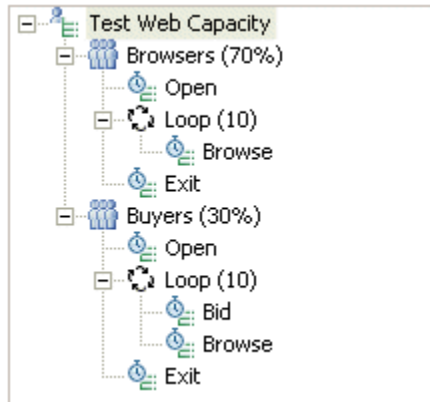 Test Web Capacity
Browsers (70%)
Open
Loop (10)
Browse
Exit
Buyers (30%)
Open
Loop (10)
Bid
Browse
Exit